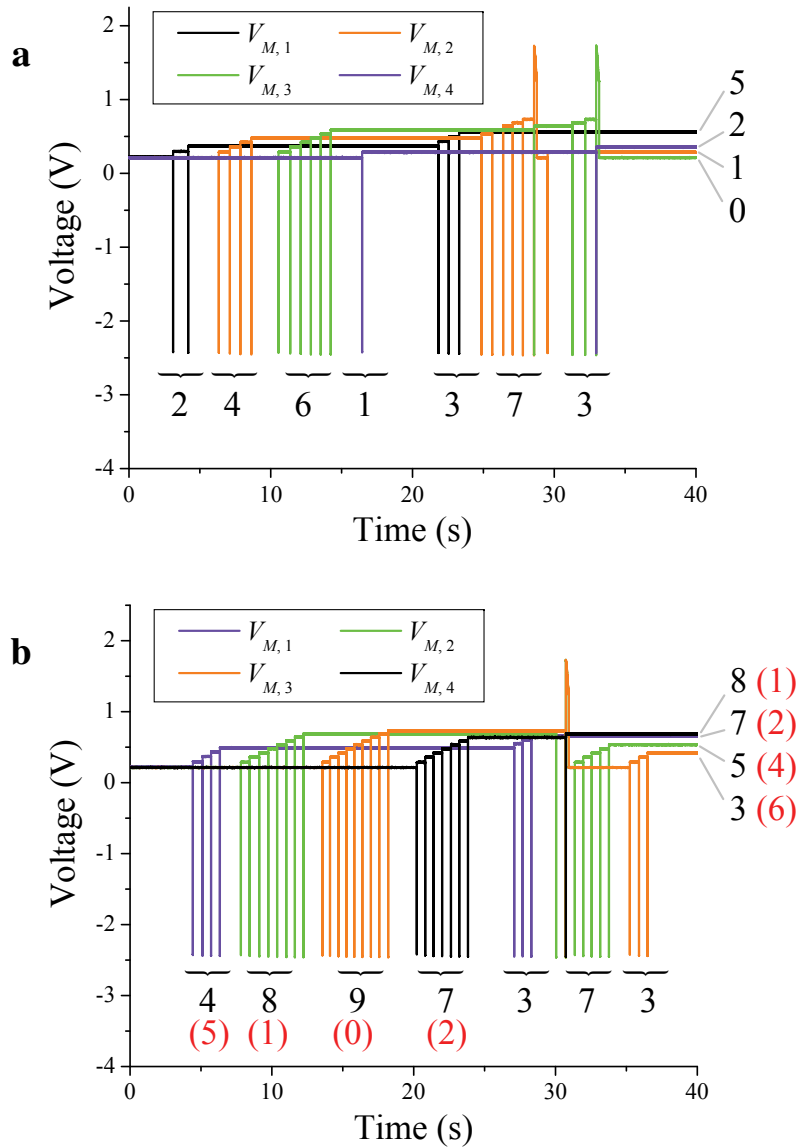 a
Voltage (V)
2
1
0
-1
-2
-3
-4
V_{M, 1} V_{M, 2}
V_{M, 3} V_{M, 4}
5
2
1
0
2 4 6 1 3 7 3
0 10 20 30 40
Time (s)
b
Voltage (V)
2
1
0
-1
-2
-3
-4
V_{M, 1} V_{M, 2}
V_{M, 3} V_{M, 4}
8 (1)
7 (2)
5 (4)
3 (6)
4 8 9 7 3 7 3
(5) (1) (0) (2)
0 10 20 30 40
Time (s)